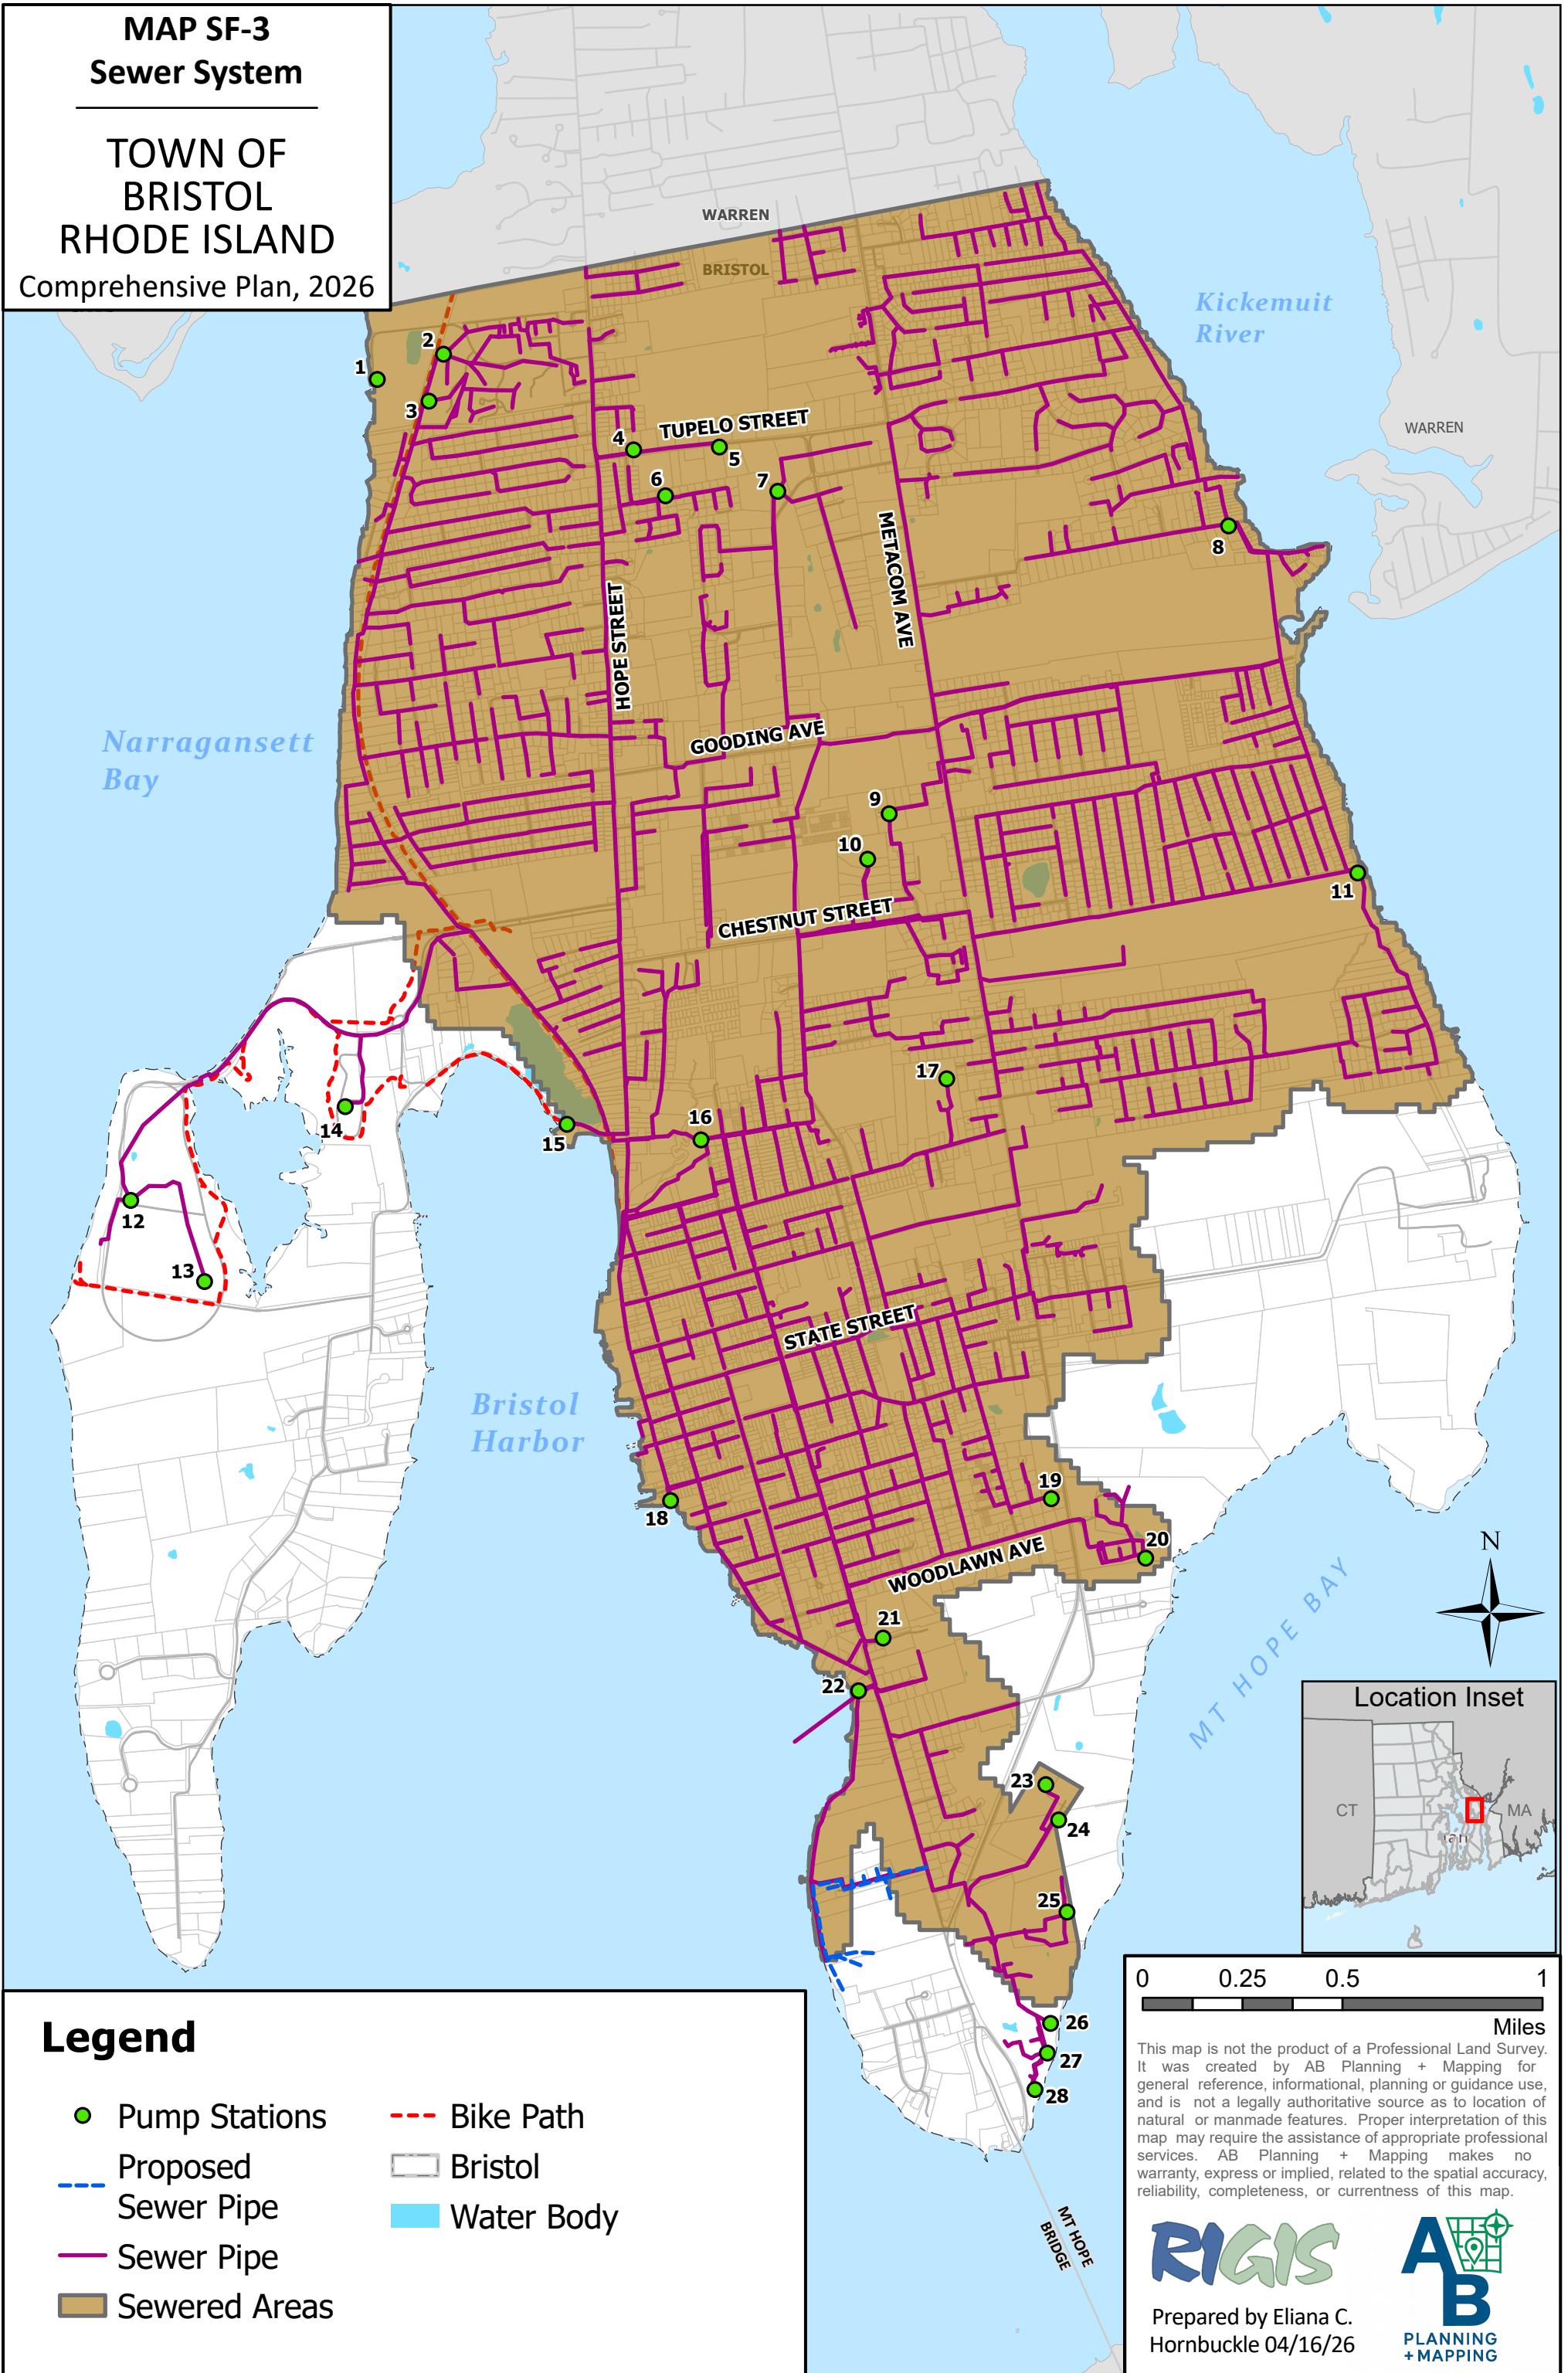 MAP SF-3
Sewer System
TOWN OF
BRISTOL
RHODE ISLAND
Comprehensive Plan, 2026
WARREN
BRISTOL
Kickemuit
River
WARREN
1
2
3
4
TUPELO STREET
5
6
7
8
METACOM AVE
HOPE STREET
Narragansett
Bay
GOODING AVE
9
10
11
CHESTNUT STREET
12
13
14
15
16
17
STATE STREET
Bristol
Harbor
18
19
20
WOODLAWN AVE
21
22
MT HOPE BAY
N
23
24
25
26
27
28
MT HOPE
BRIDGE
Location Inset
CT
MA
Legend
Pump Stations
Proposed
Sewer Pipe
Sewer Pipe
Sewered Areas
Bike Path
Bristol
Water Body
0 0.25 0.5 1
Miles
This map is not the product of a Professional Land Survey.
It was created by AB Planning + Mapping for
general reference, informational, planning or guidance use,
and is not a legally authoritative source as to location of
natural or manmade features. Proper interpretation of this
map may require the assistance of appropriate professional
services. AB Planning + Mapping makes no
warranty, express or implied, related to the spatial accuracy,
reliability, completeness, or currentness of this map.
RIGIS
Prepared by Eliana C.
Hornbuckle 04/16/26
AB
PLANNING
+MAPPING